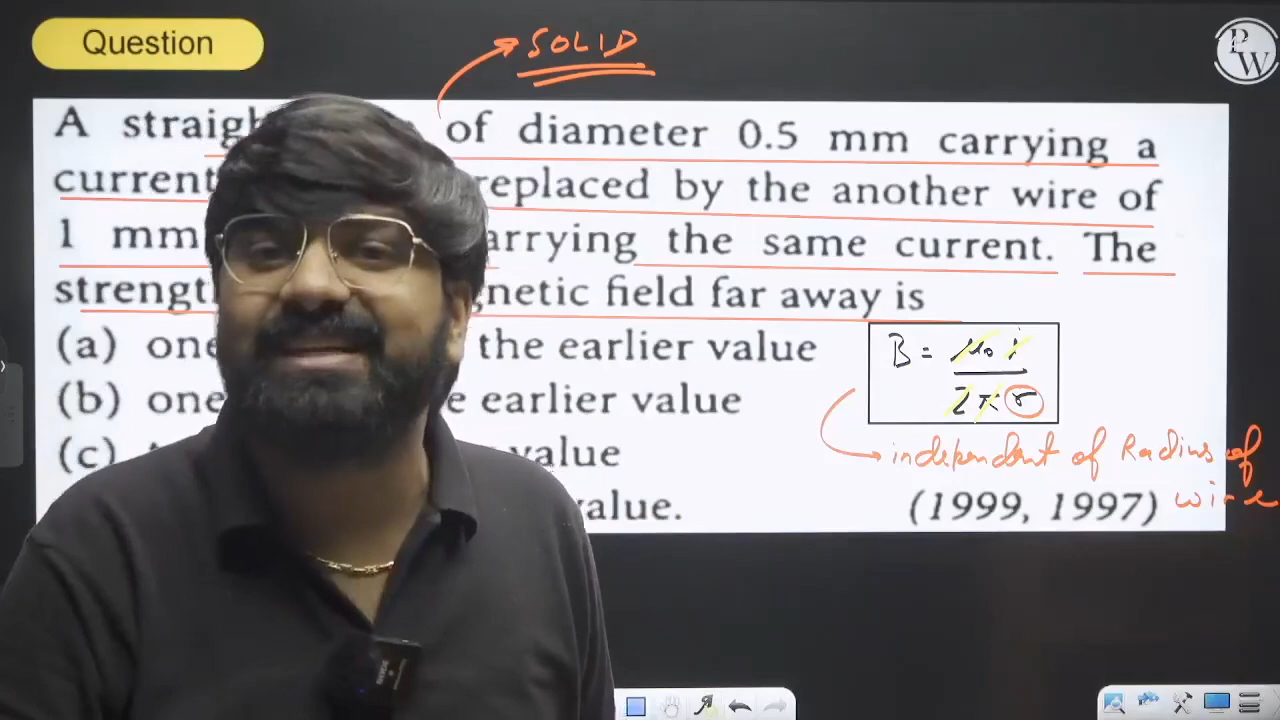 Question
SOLID
PW
A straigh of diameter 0.5 mm carrying a
current replaced by the another wire of
1 mm arrying the same current. The
strengt gnetic field far away is
(a) one the earlier value
(b) one e earlier value
(c) value
value. (1999, 1997)
B = μ₀ i
2 π r
independent of Radius of
wire